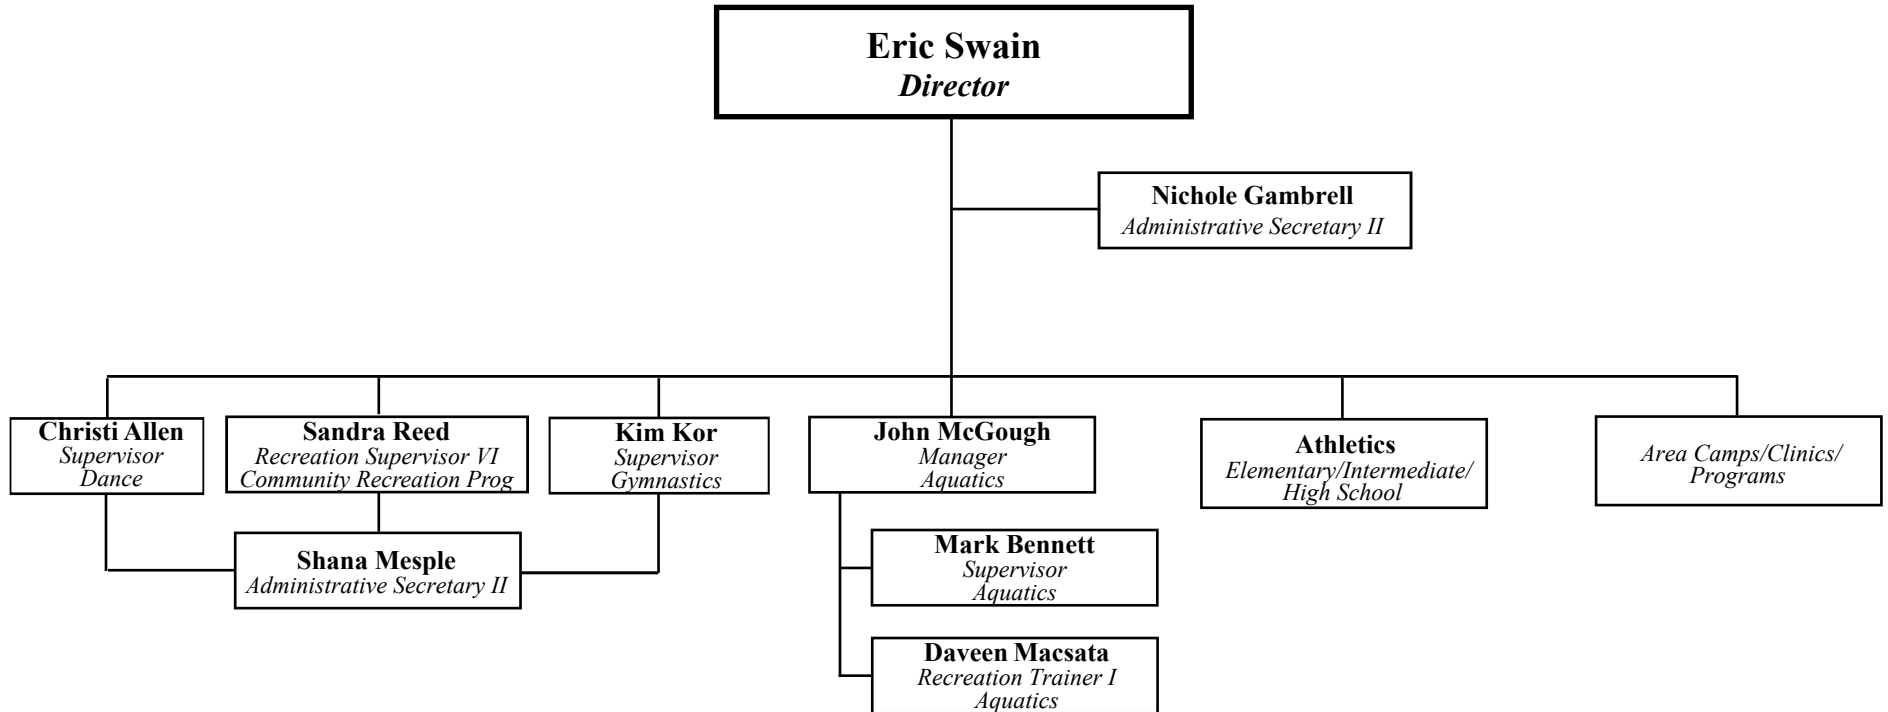 Eric Swain
Director
Nichole Gambrell
Administrative Secretary II
Christi Allen
Supervisor
Dance
Sandra Reed
Recreation Supervisor VI
Community Recreation Prog
Kim Kor
Supervisor
Gymnastics
John McGough
Manager
Aquatics
Athletics
Elementary/Intermediate/
High School
Area Camps/Clinics/
Programs
Shana Mesple
Administrative Secretary II
Mark Bennett
Supervisor
Aquatics
Daveen Macsata
Recreation Trainer I
Aquatics